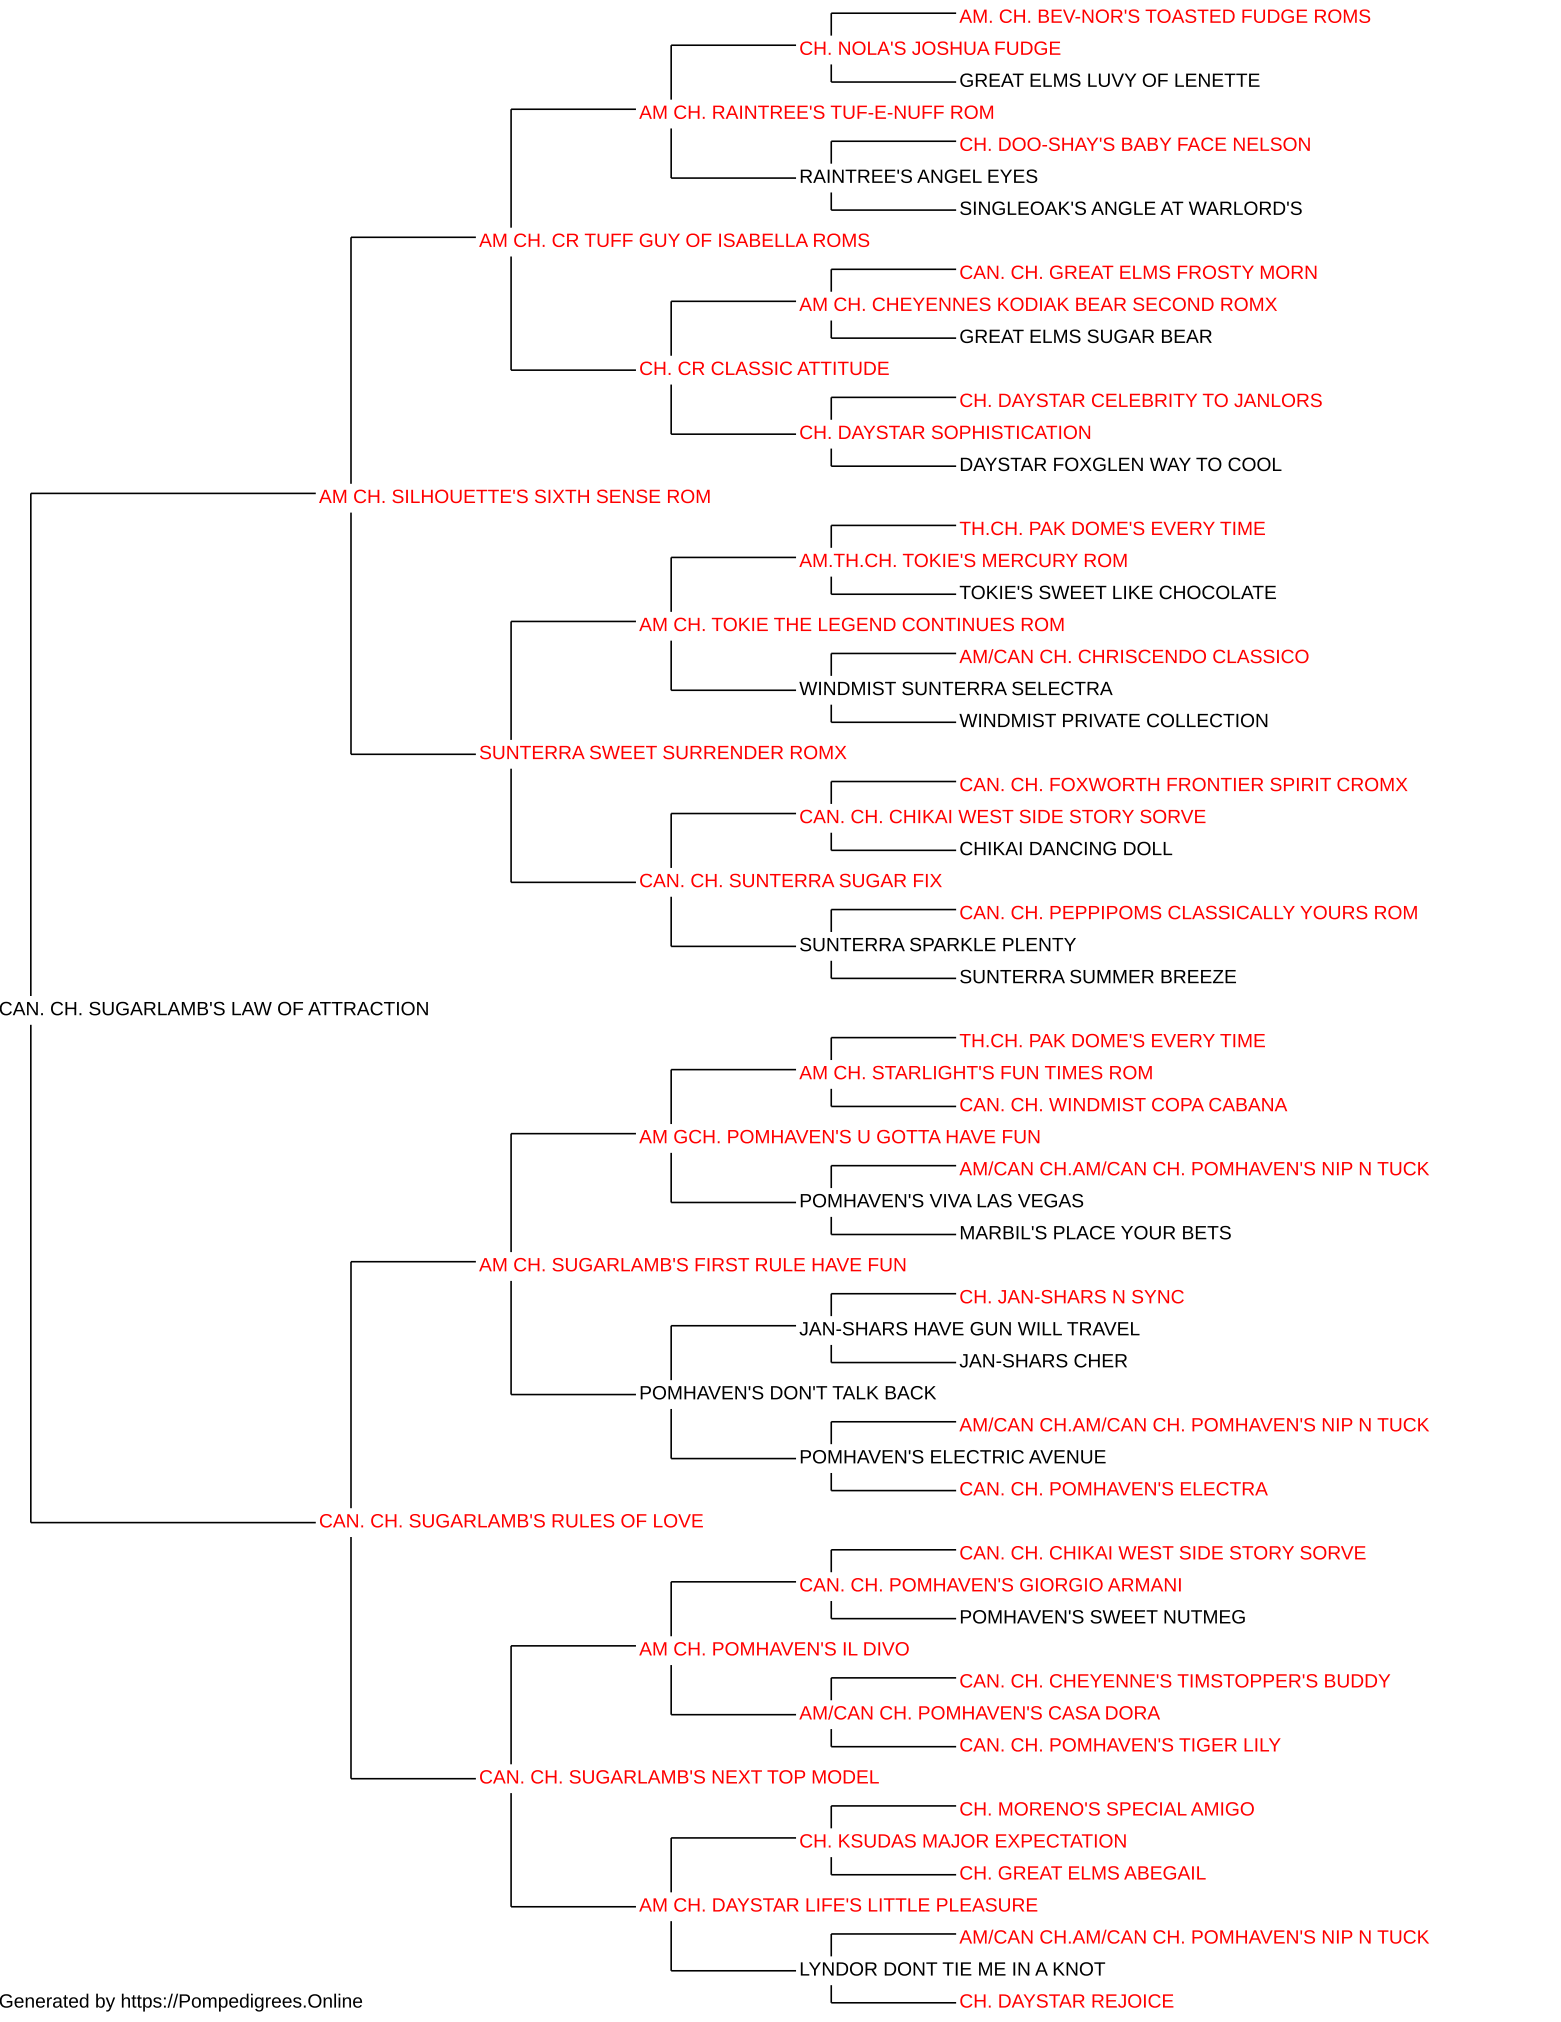 AM. CH. BEV-NOR'S TOASTED FUDGE ROMS
CH. NOLA'S JOSHUA FUDGE
GREAT ELMS LUVY OF LENETTE
AM CH. RAINTREE'S TUF-E-NUFF ROM
CH. DOO-SHAY'S BABY FACE NELSON
RAINTREE'S ANGEL EYES
SINGLEOAK'S ANGLE AT WARLORD'S
AM CH. CR TUFF GUY OF ISABELLA ROMS
CAN. CH. GREAT ELMS FROSTY MORN
AM CH. CHEYENNES KODIAK BEAR SECOND ROMX
GREAT ELMS SUGAR BEAR
CH. CR CLASSIC ATTITUDE
CH. DAYSTAR CELEBRITY TO JANLORS
CH. DAYSTAR SOPHISTICATION
DAYSTAR FOXGLEN WAY TO COOL
AM CH. SILHOUETTE'S SIXTH SENSE ROM
TH.CH. PAK DOME'S EVERY TIME
AM.TH.CH. TOKIE'S MERCURY ROM
TOKIE'S SWEET LIKE CHOCOLATE
AM CH. TOKIE THE LEGEND CONTINUES ROM
AM/CAN CH. CHRISCENDO CLASSICO
WINDMIST SUNTERRA SELECTRA
WINDMIST PRIVATE COLLECTION
SUNTERRA SWEET SURRENDER ROMX
CAN. CH. FOXWORTH FRONTIER SPIRIT CROMX
CAN. CH. CHIKAI WEST SIDE STORY SORVE
CHIKAI DANCING DOLL
CAN. CH. SUNTERRA SUGAR FIX
CAN. CH. PEPPIPOMS CLASSICALLY YOURS ROM
SUNTERRA SPARKLE PLENTY
SUNTERRA SUMMER BREEZE
CAN. CH. SUGARLAMB'S LAW OF ATTRACTION
TH.CH. PAK DOME'S EVERY TIME
AM CH. STARLIGHT'S FUN TIMES ROM
CAN. CH. WINDMIST COPA CABANA
AM GCH. POMHAVEN'S U GOTTA HAVE FUN
AM/CAN CH.AM/CAN CH. POMHAVEN'S NIP N TUCK
POMHAVEN'S VIVA LAS VEGAS
MARBIL'S PLACE YOUR BETS
AM CH. SUGARLAMB'S FIRST RULE HAVE FUN
CH. JAN-SHARS N SYNC
JAN-SHARS HAVE GUN WILL TRAVEL
JAN-SHARS CHER
POMHAVEN'S DON'T TALK BACK
AM/CAN CH.AM/CAN CH. POMHAVEN'S NIP N TUCK
POMHAVEN'S ELECTRIC AVENUE
CAN. CH. POMHAVEN'S ELECTRA
CAN. CH. SUGARLAMB'S RULES OF LOVE
CAN. CH. CHIKAI WEST SIDE STORY SORVE
CAN. CH. POMHAVEN'S GIORGIO ARMANI
POMHAVEN'S SWEET NUTMEG
AM CH. POMHAVEN'S IL DIVO
CAN. CH. CHEYENNE'S TIMSTOPPER'S BUDDY
AM/CAN CH. POMHAVEN'S CASA DORA
CAN. CH. POMHAVEN'S TIGER LILY
CAN. CH. SUGARLAMB'S NEXT TOP MODEL
CH. MORENO'S SPECIAL AMIGO
CH. KSUDAS MAJOR EXPECTATION
CH. GREAT ELMS ABEGAIL
AM CH. DAYSTAR LIFE'S LITTLE PLEASURE
AM/CAN CH.AM/CAN CH. POMHAVEN'S NIP N TUCK
LYNDOR DONT TIE ME IN A KNOT
CH. DAYSTAR REJOICE
Generated by https://Pompedigrees.Online